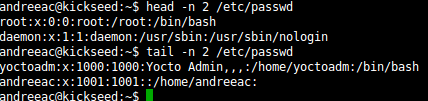 andreeac@kickseed:~$ head -n 2 /etc/passwd
root:x:0:0:root:/root:/bin/bash
daemon:x:1:1:daemon:/usr/sbin:/usr/sbin/nologin
andreeac@kickseed:~$ tail -n 2 /etc/passwd
yoctoadm:x:1000:1000:Yocto Admin,,,:/home/yoctoadm:/bin/bash
andreeac:x:1001:1001::/home/andreeac:
andreeac@kickseed:~$